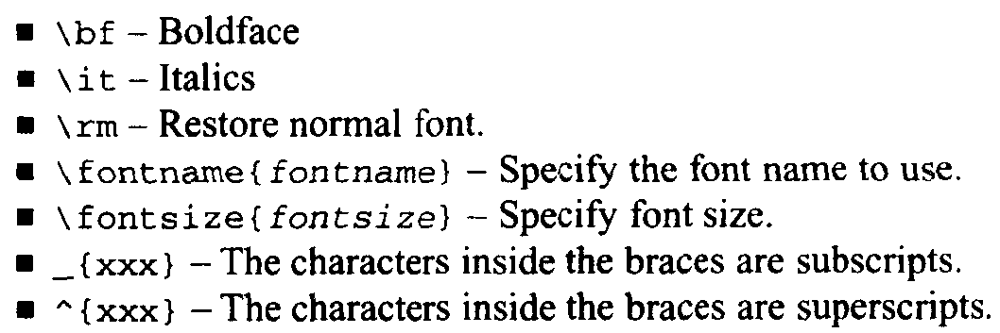 ■ \bf – Boldface
■ \it – Italics
■ \rm – Restore normal font.
■ \fontname{fontname} – Specify the font name to use.
■ \fontsize{fontsize} – Specify font size.
■ _{xxx} – The characters inside the braces are subscripts.
■ ^{xxx} – The characters inside the braces are superscripts.